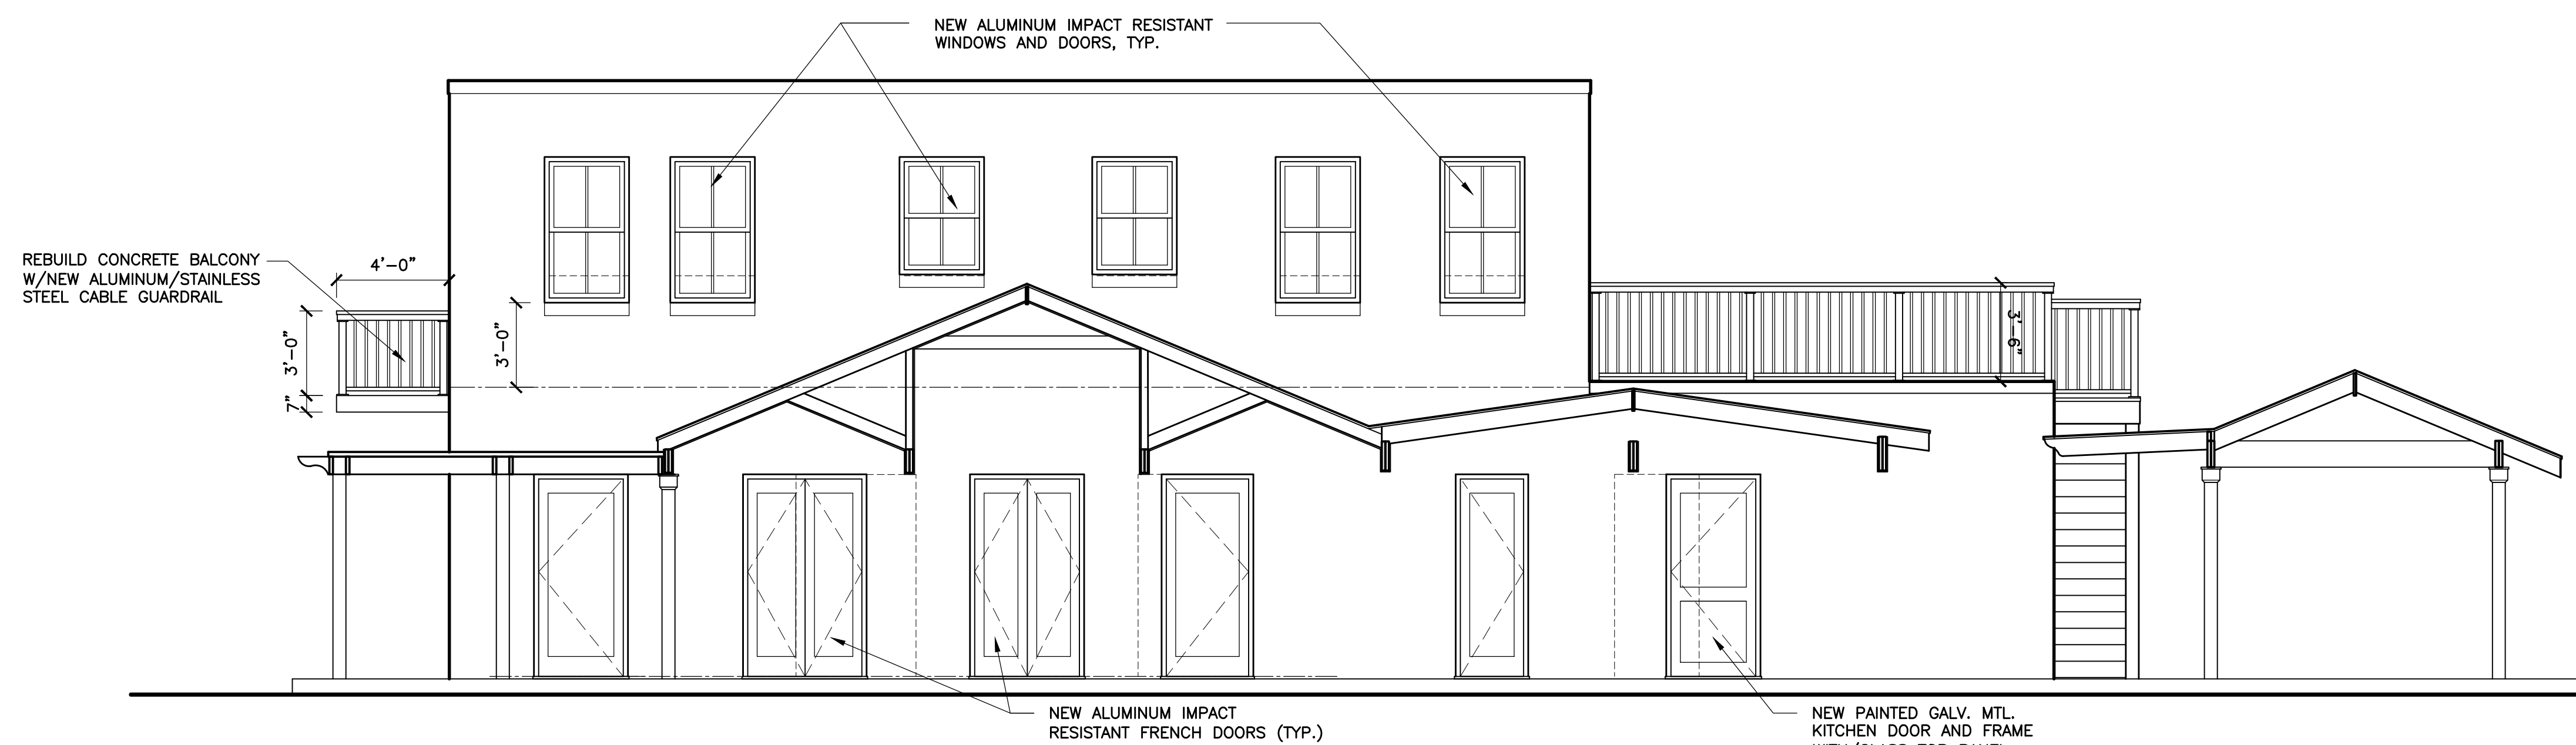 NEW ALUMINUM IMPACT RESISTANT
WINDOWS AND DOORS, TYP.
REBUILD CONCRETE BALCONY
W/NEW ALUMINUM/STAINLESS
STEEL CABLE GUARDRAIL
4'-0"
3'-0"
7"
3'-0"
3'-6"
NEW ALUMINUM IMPACT
RESISTANT FRENCH DOORS (TYP.)
NEW PAINTED GALV. MTL.
KITCHEN DOOR AND FRAME